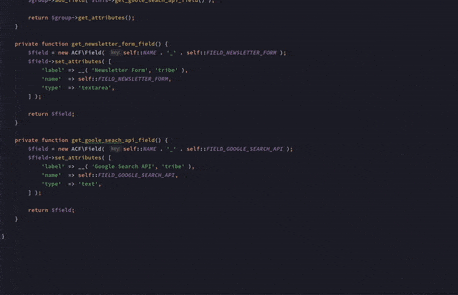 $group->add_field( $this->get_goole_seach_api_field() );
return $group->get_attributes();
}
private function get_newsletter_form_field() {
$field = new ACF\Field( key: self::NAME . '_' . self::FIELD_NEWSLETTER_FORM );
$field->set_attributes( [
'label' => __( 'Newsletter Form', 'tribe' ),
'name' => self::FIELD_NEWSLETTER_FORM,
'type' => 'textarea',
] );
return $field;
}
private function get_goole_seach_api_field() {
$field = new ACF\Field( key: self::NAME . '_' . self::FIELD_GOOGLE_SEARCH_API );
$field->set_attributes( [
'label' => __( 'Google Search API', 'tribe' ),
'name' => self::FIELD_GOOGLE_SEARCH_API,
'type' => 'text',
] );
return $field;
}
}